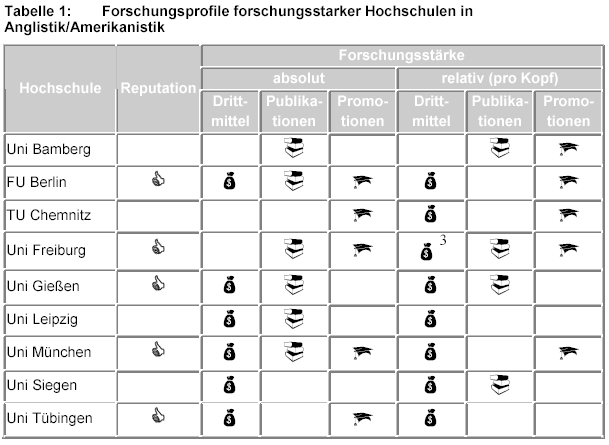 Tabelle 1: Forschungsprofile forschungsstarker Hochschulen in
Anglistik/Amerikanistik
Hochschule Reputation Forschungsstärke
absolut relativ (pro Kopf)
Dritt- Publika- Promo- Dritt- Publika- Promo-
mittel tionen tionen mittel tionen tionen
Uni Bamberg
FU Berlin
TU Chemnitz
Uni Freiburg 3
Uni Gießen
Uni Leipzig
Uni München
Uni Siegen
Uni Tübingen